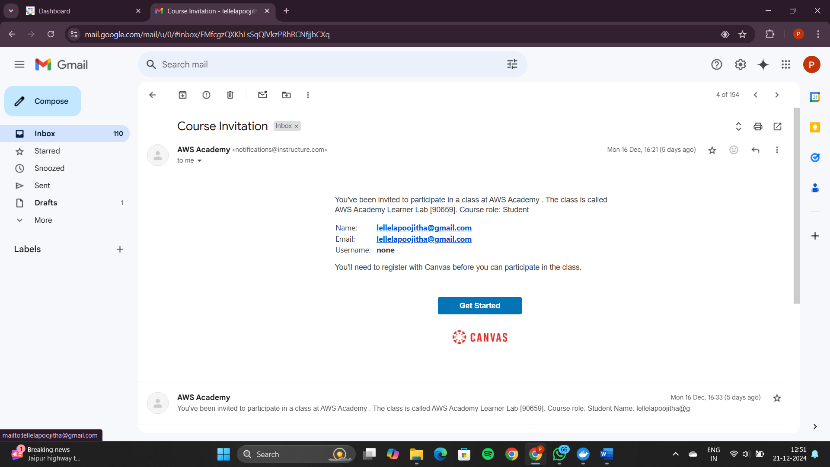 Dashboard
Course Invitation - lellelapoojith
mail.google.com/mail/u/0/#inbox/FMfcgzQXKhLsSqQlVkzPRhRCNfjjbCXq
P
Gmail
Search mail
P
Compose
4 of 154
Inbox 110
Starred
Snoozed
Sent
Drafts 1
More
Labels
Course Invitation Inbox x
AWS Academy <notifications@instructure.com> Mon 16 Dec, 16:21 (5 days ago)
to me
You've been invited to participate in a class at AWS Academy . The class is called
AWS Academy Learner Lab [90659]. Course role: Student
Name: lellelapoojitha@gmail.com
Email: lellelapoojitha@gmail.com
Username: none
You'll need to register with Canvas before you can participate in the class.
Get Started
CANVAS
AWS Academy Mon 16 Dec, 16:33 (5 days ago)
You've been invited to participate in a class at AWS Academy . The class is called AWS Academy Learner Lab [90659]. Course role: Student Name: lellelapoojitha@g
mailto:lellelapoojitha@gmail.com
Breaking news
Jaipur highway t...
Search
ENG
IN
12:51
21-12-2024